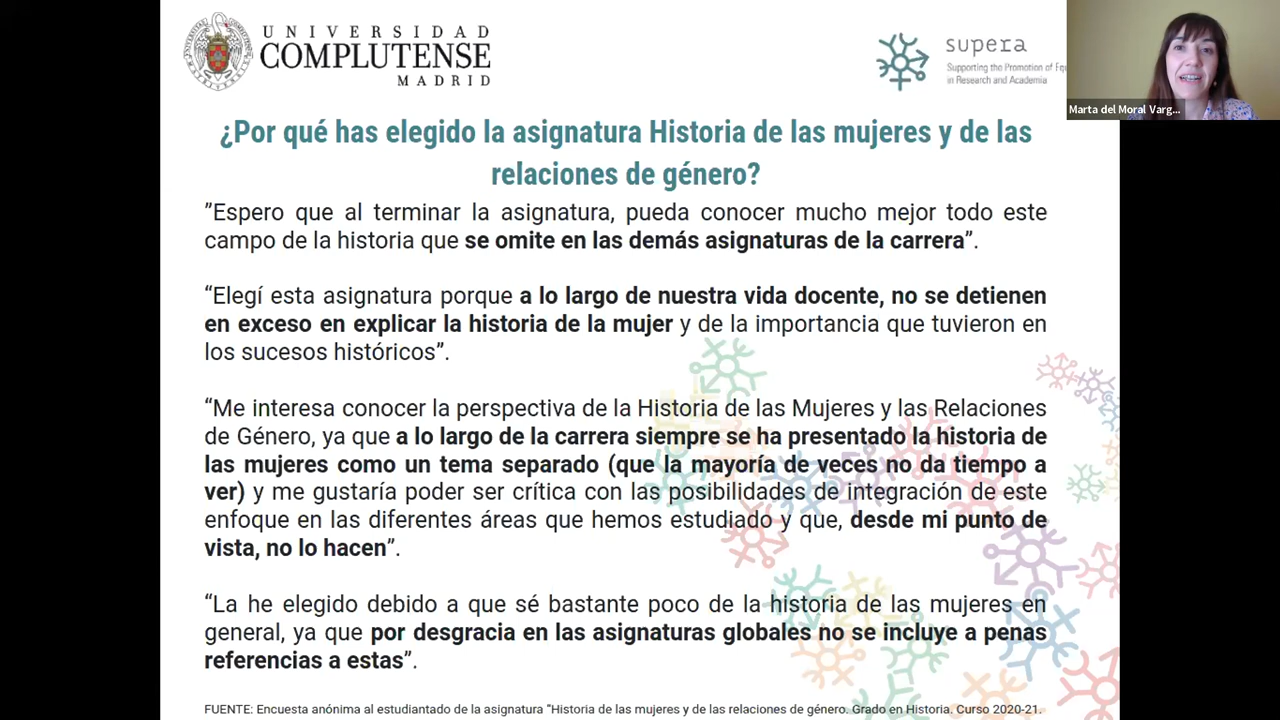 UNIVERSIDAD
COMPLUTENSE
MADRID
supera
Supporting the Promotion of Eq
in Research and Academia
Marta del Moral Varg...
¿Por qué has elegido la asignatura Historia de las mujeres y de las
relaciones de género?
”Espero que al terminar la asignatura, pueda conocer mucho mejor todo este
campo de la historia que se omite en las demás asignaturas de la carrera”.
“Elegí esta asignatura porque a lo largo de nuestra vida docente, no se detienen
en exceso en explicar la historia de la mujer y de la importancia que tuvieron en
los sucesos históricos”.
“Me interesa conocer la perspectiva de la Historia de las Mujeres y las Relaciones
de Género, ya que a lo largo de la carrera siempre se ha presentado la historia de
las mujeres como un tema separado (que la mayoría de veces no da tiempo a
ver) y me gustaría poder ser crítica con las posibilidades de integración de este
enfoque en las diferentes áreas que hemos estudiado y que, desde mi punto de
vista, no lo hacen”.
“La he elegido debido a que sé bastante poco de la historia de las mujeres en
general, ya que por desgracia en las asignaturas globales no se incluye a penas
referencias a estas”.
FUENTE: Encuesta anónima al estudiantado de la asignatura "Historia de las mujeres y de las relaciones de género. Grado en Historia. Curso 2020-21.